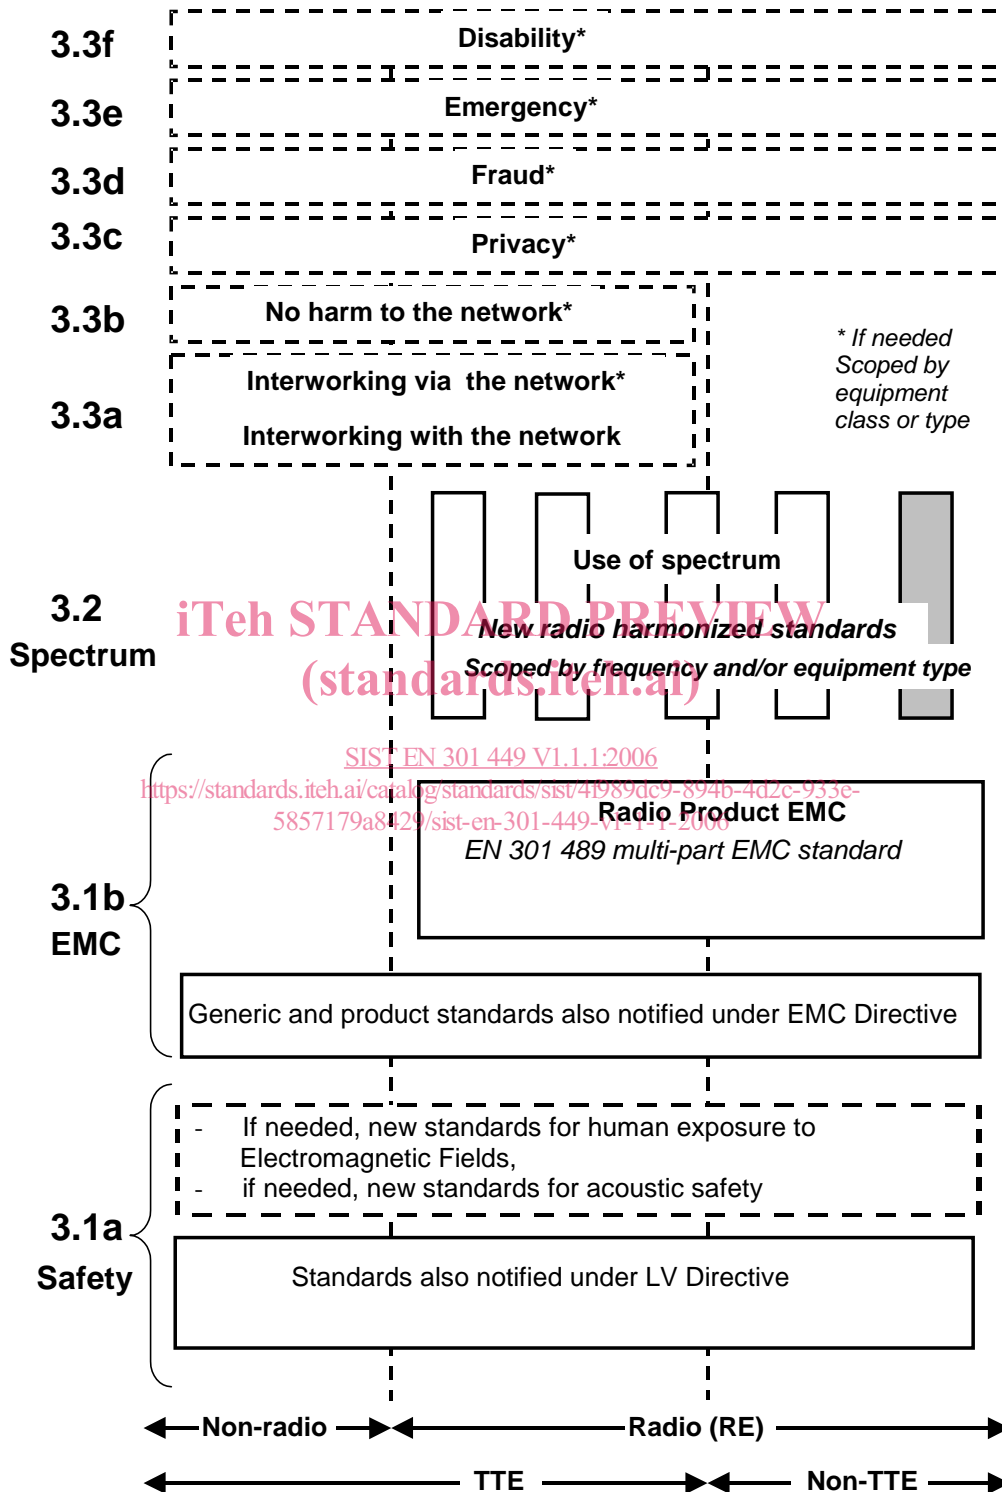 3.3f
Disability*
3.3e
Emergency*
3.3d
Fraud*
3.3c
Privacy*
3.3b
No harm to the network*
* If needed
Scoped by
equipment
class or type
3.3a
Interworking via the network*
Interworking with the network
Use of spectrum
3.2
Spectrum
iTeh STANDARD PREVIEW
New radio harmonized standards
Scoped by frequency and/or equipment type
(standards.iteh.ai)
SIST EN 301 449 V1.1.1:2006
https://standards.iteh.ai/catalog/standards/sist/4f989dc9-894b-4d2c-933e-
5857179a8429/sist-en-301-449-v1-1-1-2006
Radio Product EMC
EN 301 489 multi-part EMC standard
3.1b
EMC
Generic and product standards also notified under EMC Directive
- If needed, new standards for human exposure to
Electromagnetic Fields,
- if needed, new standards for acoustic safety
3.1a
Safety
Standards also notified under LV Directive
Non-radio
Radio (RE)
TTE
Non-TTE